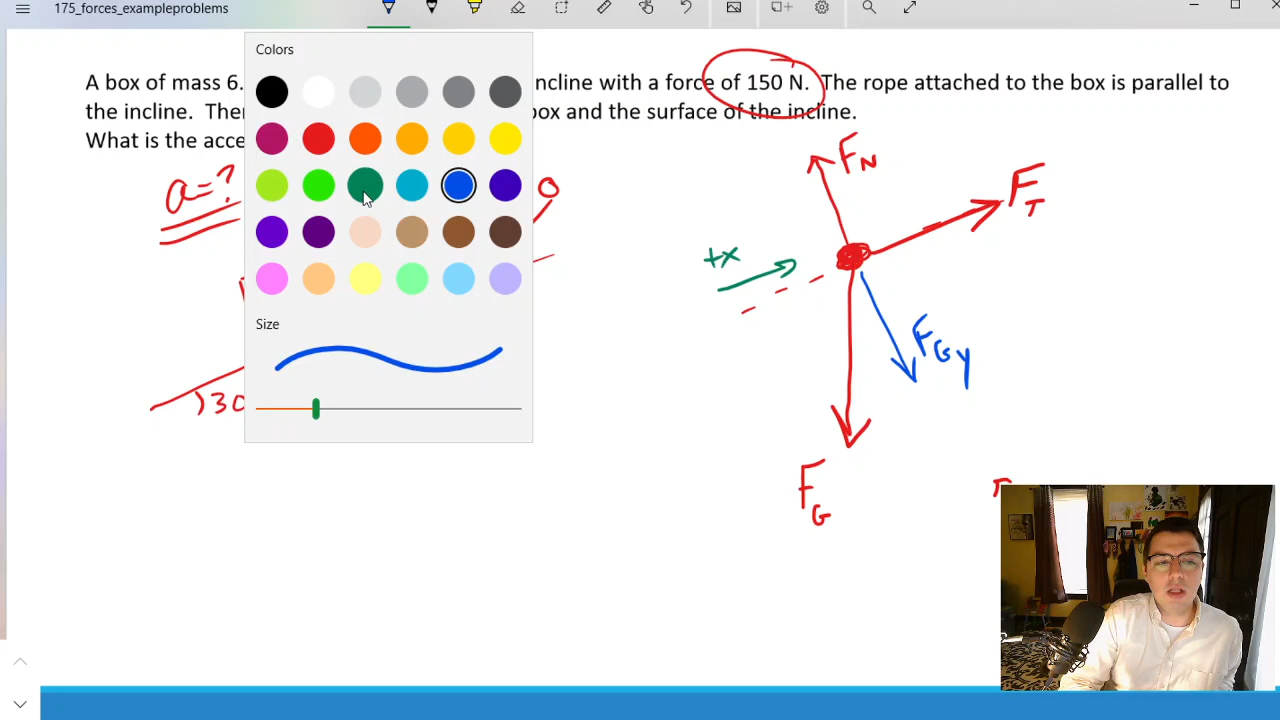 175_forces_exampleproblems
Colors
A box of mass 6. ncline with a force of 150 N. The rope attached to the box is parallel to
the incline. Ther ox and the surface of the incline.
What is the acce
a=?
+x
F_N
F_T
F_GY
F_G
)30
Size